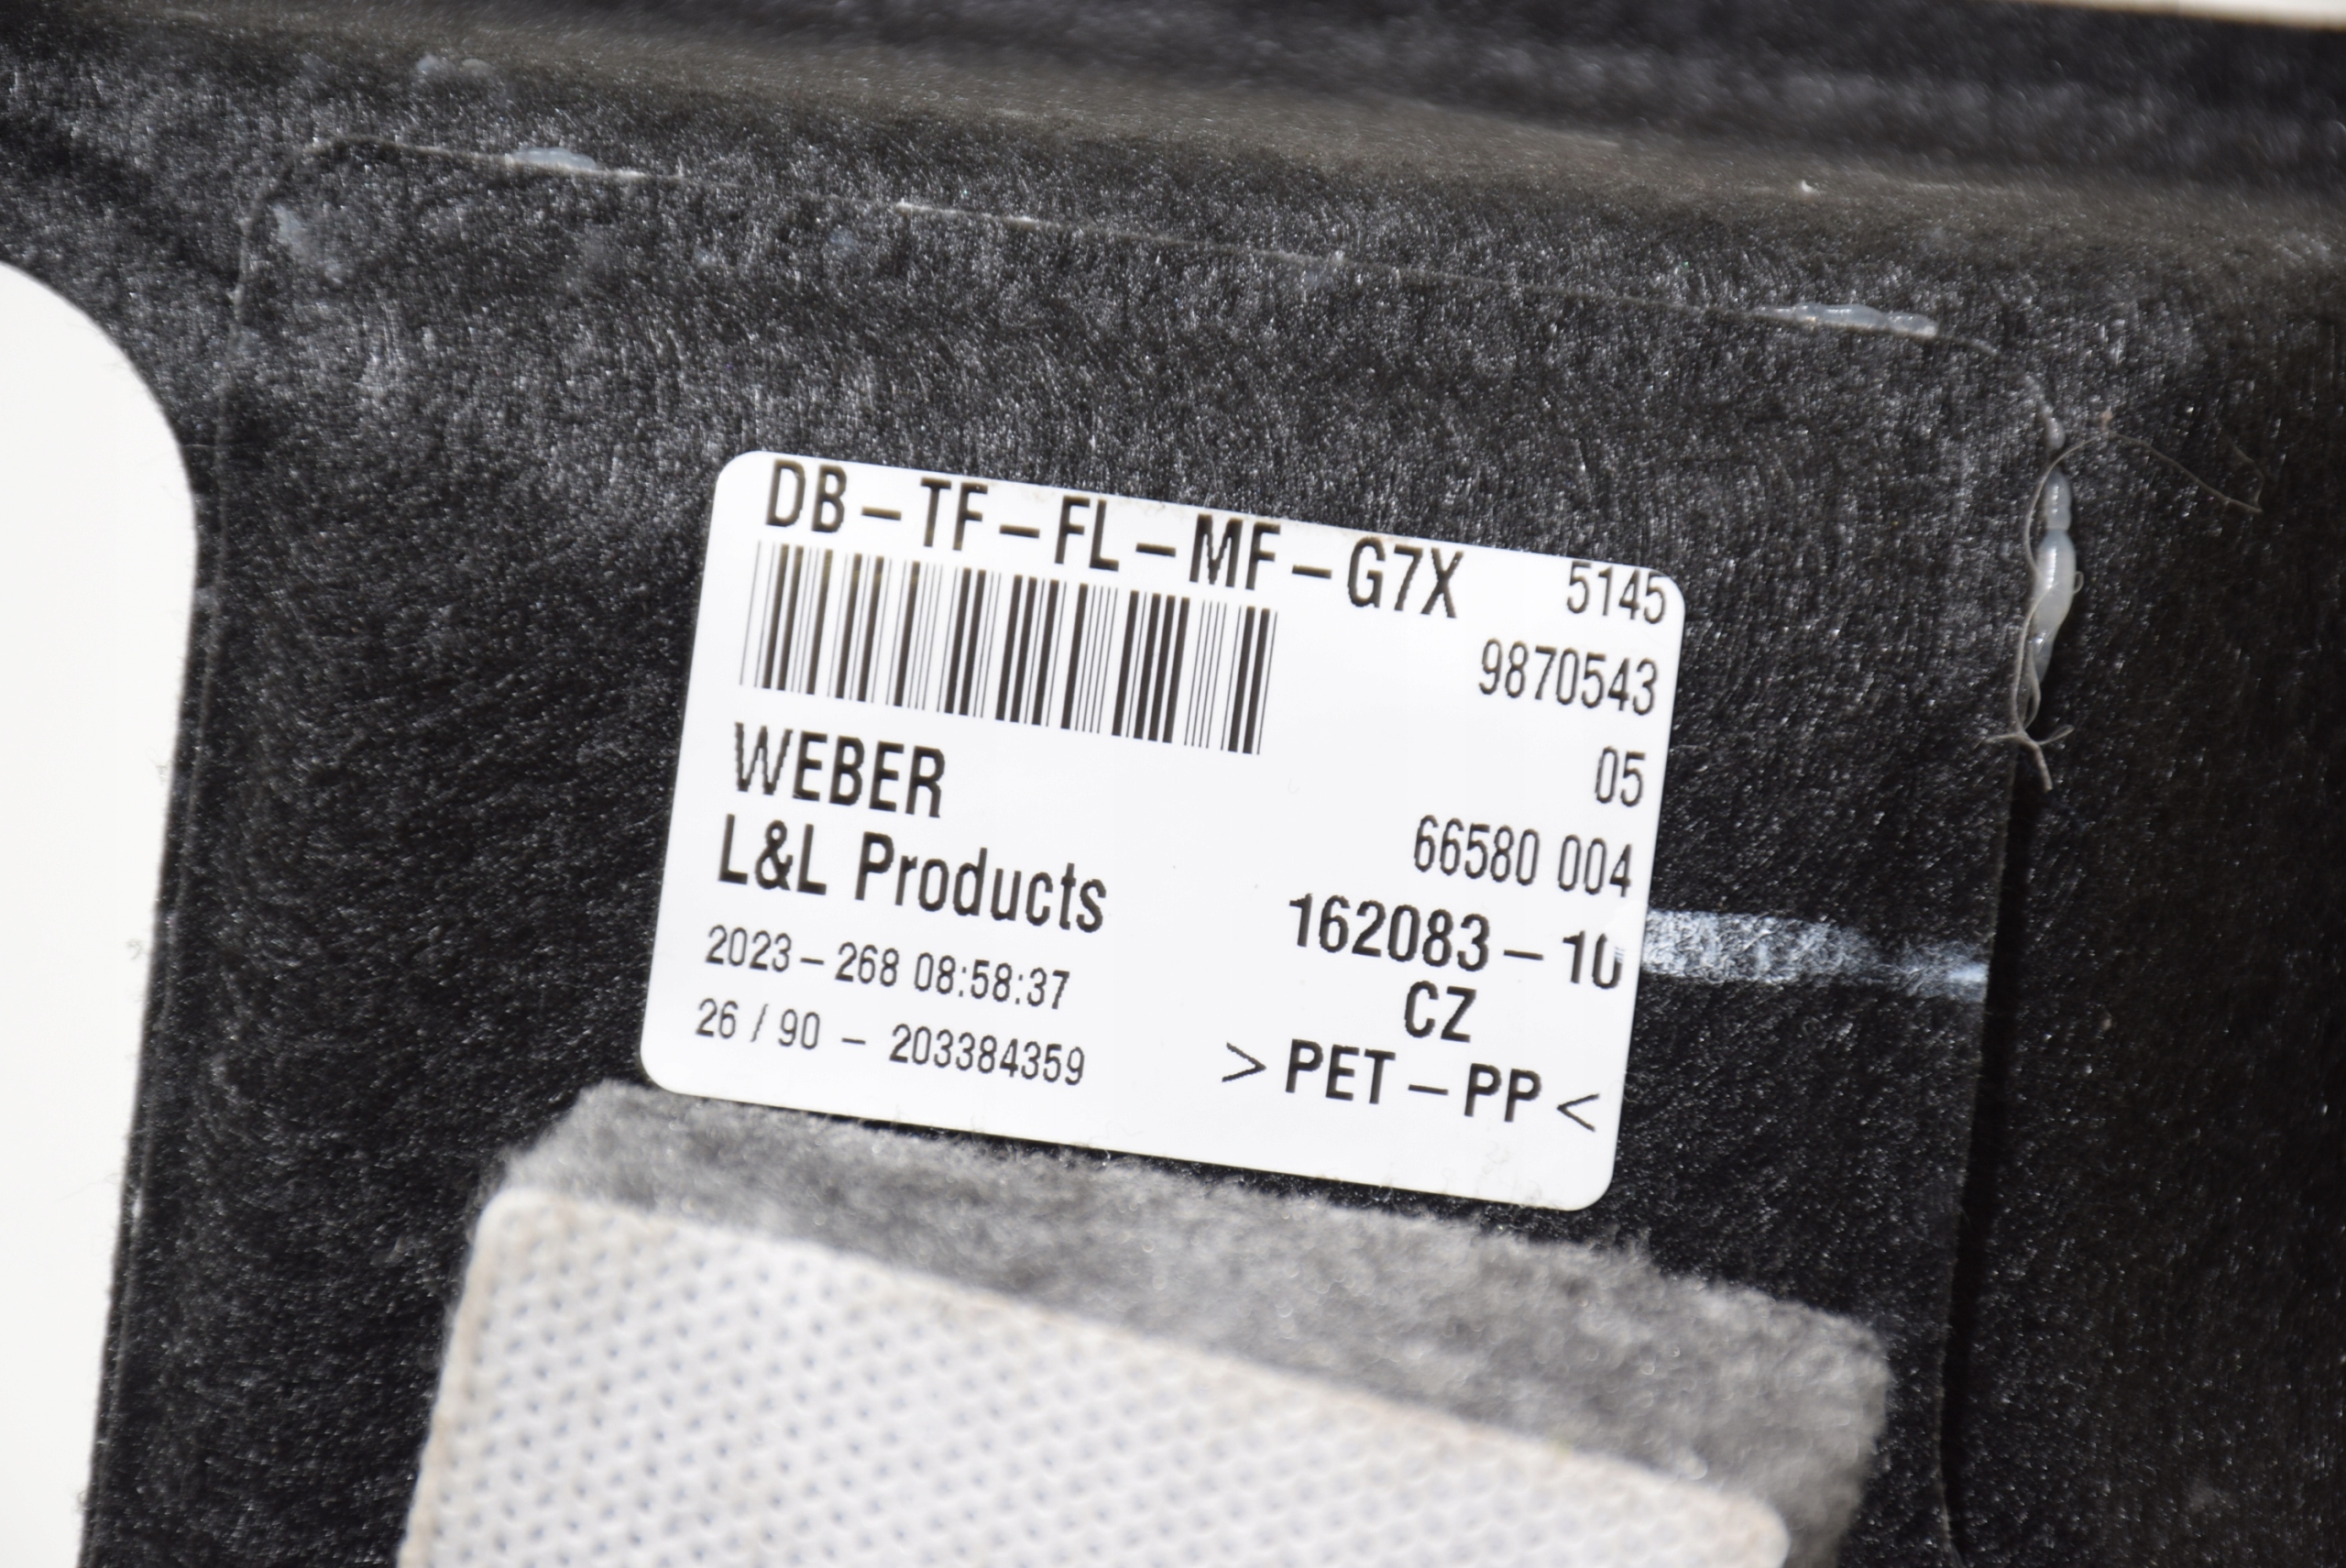 DB-TF-FL-MF-G7X 5145
9870543
05
WEBER
66580 004
L&L Products
162083-10
2023-268 08:58:37
CZ
26 / 90 - 203384359
>PET-PP<